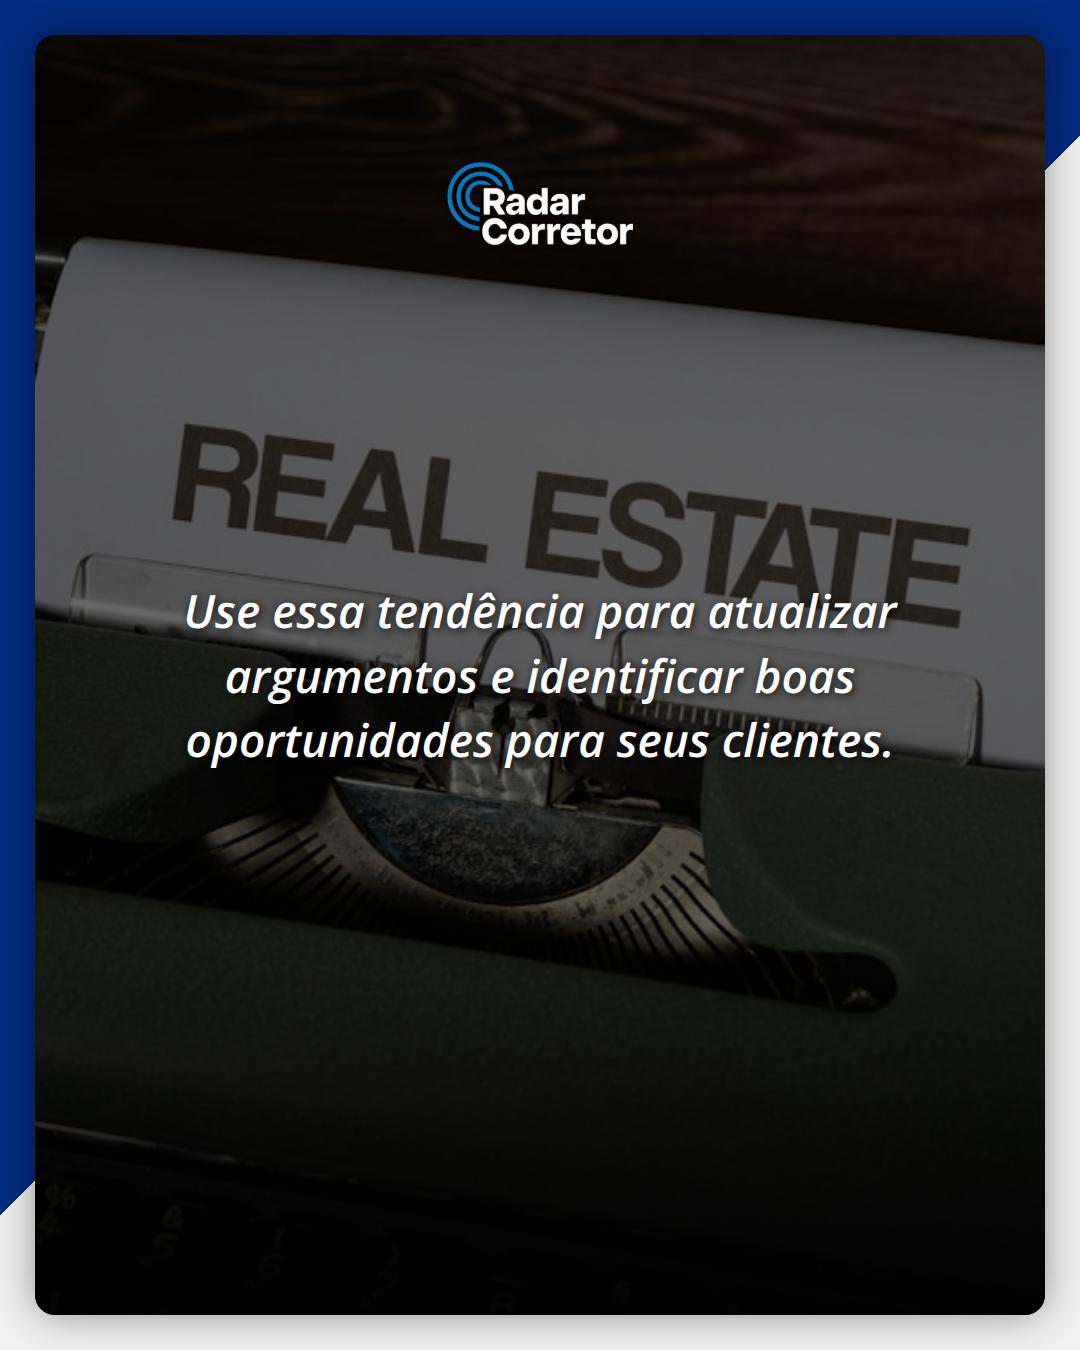 Radar
Corretor
REAL ESTATE
Use essa tendência para atualizar
argumentos e identificar boas
oportunidades para seus clientes.